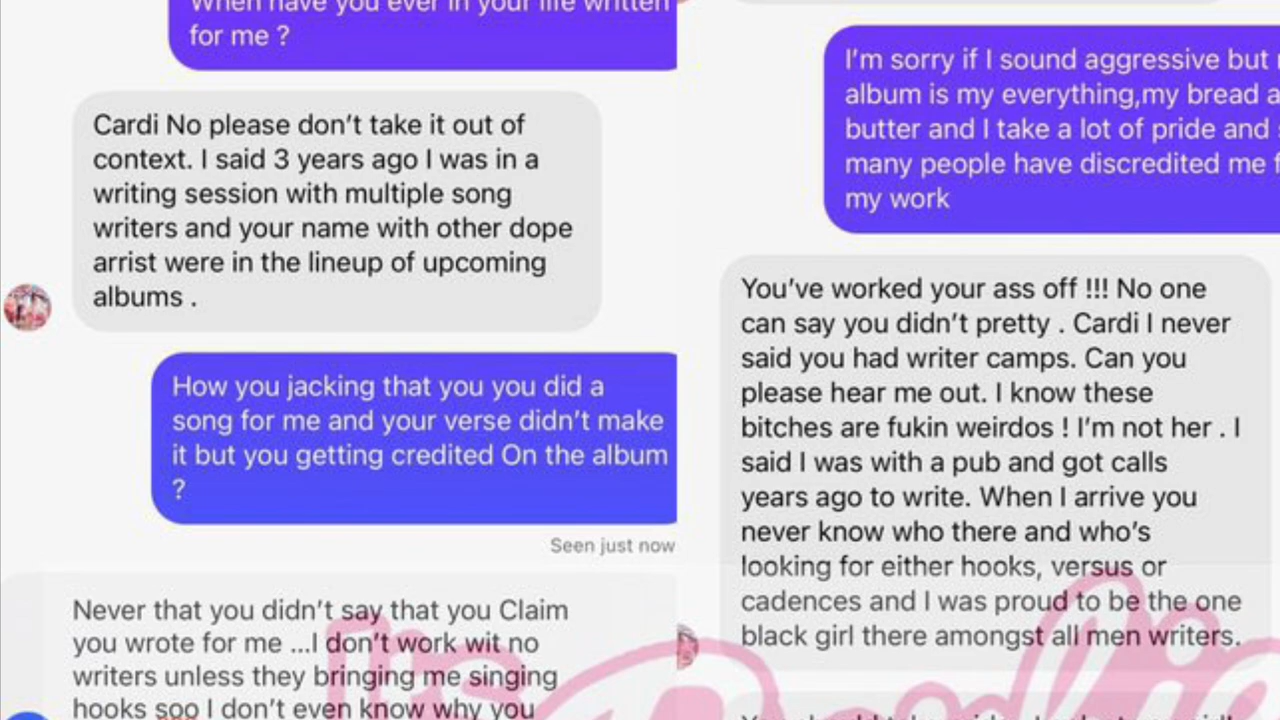 When have you ever in your life written
for me ?
Cardi No please don't take it out of
context. I said 3 years ago I was in a
writing session with multiple song
writers and your name with other dope
arrist were in the lineup of upcoming
albums .
How you jacking that you you did a
song for me and your verse didn't make
it but you getting credited On the album
?
Seen just now
Never that you didn't say that you Claim
you wrote for me ...I don't work wit no
writers unless they bringing me singing
hooks soo I don't even know why you
I'm sorry if I sound aggressive but
album is my everything,my bread a
butter and I take a lot of pride and
many people have discredited me f
my work
You've worked your ass off !!! No one
can say you didn't pretty . Cardi I never
said you had writer camps. Can you
please hear me out. I know these
bitches are fukin weirdos ! I'm not her . I
said I was with a pub and got calls
years ago to write. When I arrive you
never know who there and who's
looking for either hooks, versus or
cadences and I was proud to be the one
black girl there amongst all men writers.